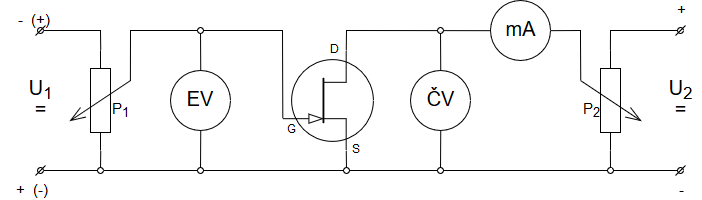 - (+)
+
mA
D
U1
=
P1
EV
G
S
ČV
P2
U2
=
+ (-)
-